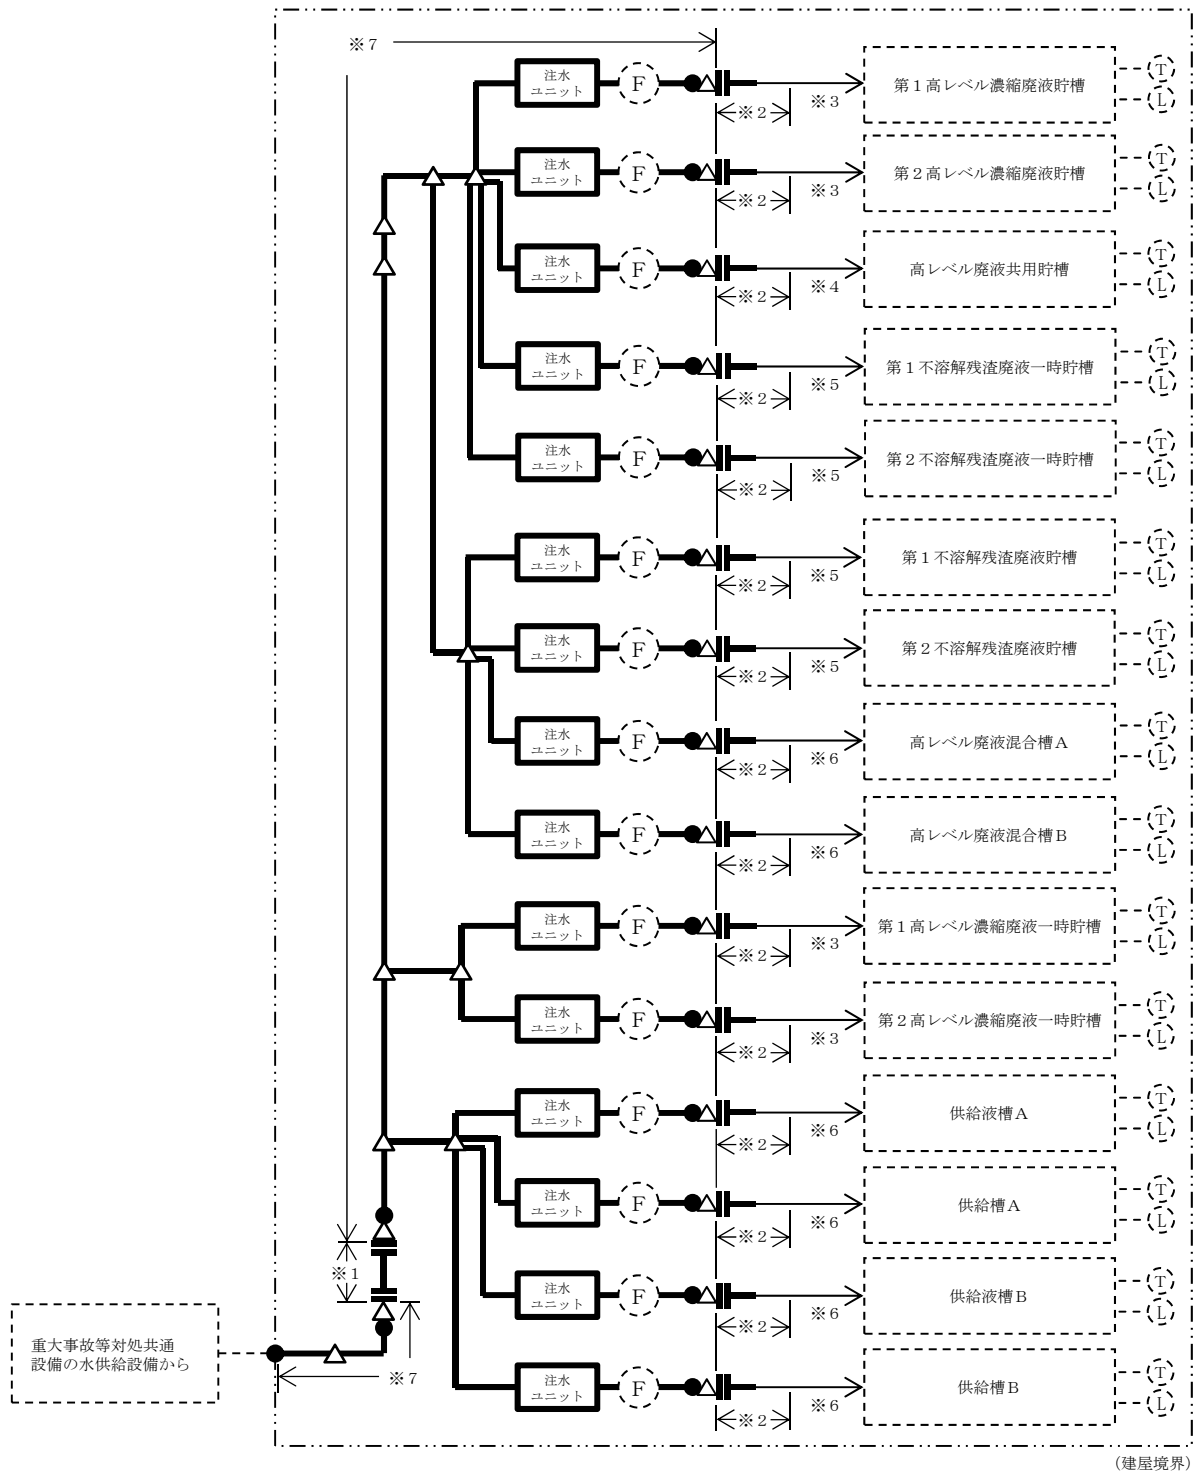 ※７
注水
ユニット
F
※２
※３
第１高レベル濃縮廃液貯槽
T
L
注水
ユニット
F
※２
※３
第２高レベル濃縮廃液貯槽
T
L
注水
ユニット
F
※２
※４
高レベル廃液共用貯槽
T
L
注水
ユニット
F
※２
※５
第１不溶解残渣廃液一時貯槽
T
L
注水
ユニット
F
※２
※５
第２不溶解残渣廃液一時貯槽
T
L
注水
ユニット
F
※２
※５
第１不溶解残渣廃液貯槽
T
L
注水
ユニット
F
※２
※５
第２不溶解残渣廃液貯槽
T
L
注水
ユニット
F
※２
※６
高レベル廃液混合槽Ａ
T
L
注水
ユニット
F
※２
※６
高レベル廃液混合槽Ｂ
T
L
注水
ユニット
F
※２
※３
第１高レベル濃縮廃液一時貯槽
T
L
注水
ユニット
F
※２
※３
第２高レベル濃縮廃液一時貯槽
T
L
注水
ユニット
F
※２
※６
供給液槽Ａ
T
L
注水
ユニット
F
※２
※６
供給槽Ａ
T
L
※１
注水
ユニット
F
※２
※６
供給液槽Ｂ
T
L
重大事故等対処共通
設備の水供給設備から
※７
注水
ユニット
F
※２
※６
供給槽Ｂ
T
L
（建屋境界）